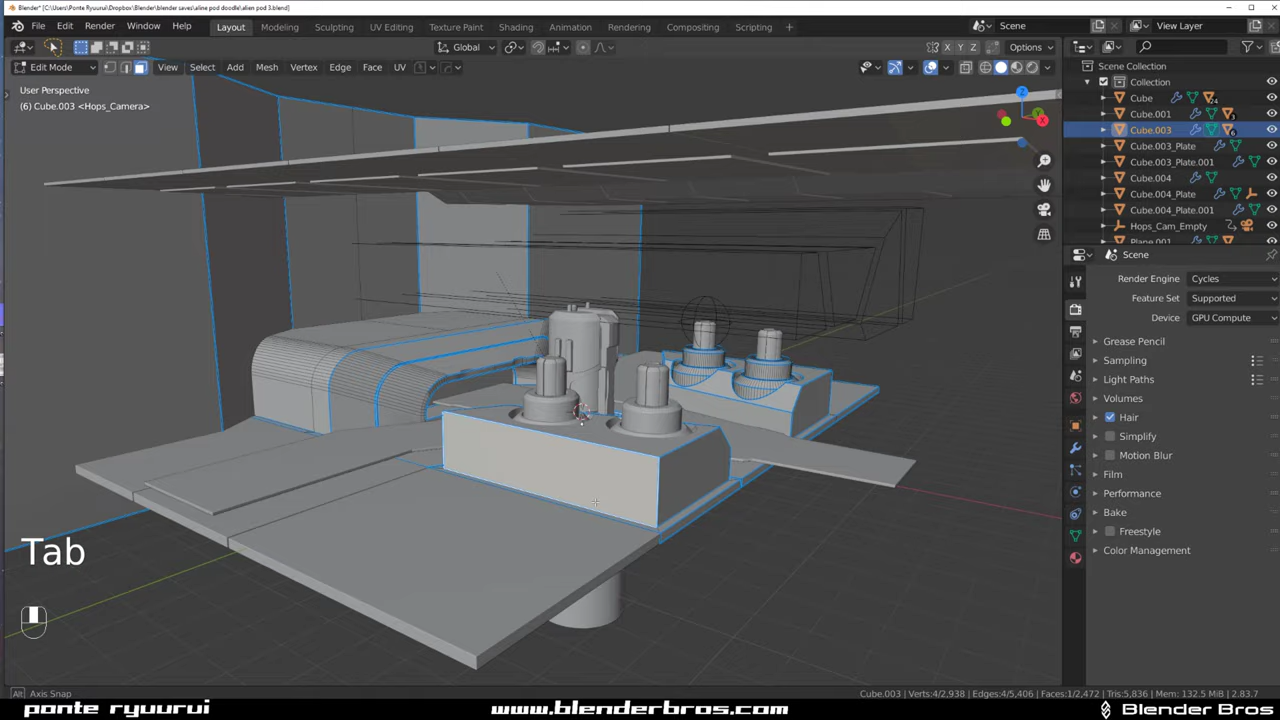 Blender* [C:\Users\Ponte Ryuurui\Dropbox\Blender\blender saves\aline pod doodle\alien pod 3.blend]
File Edit Render Window Help Layout Modeling Sculpting UV Editing Texture Paint Shading Animation Rendering Compositing Scripting Scene View Layer
Global X Y Z Options
Edit Mode View Select Add Mesh Vertex Edge Face UV
User Perspective
(6) Cube.003 <Hops_Camera>
Z
X
Scene Collection
Collection
Cube 24
Cube.001 3
Cube.003 6
Cube.003_Plate
Cube.003_Plate.001
Cube.004
Cube.004_Plate
Cube.004_Plate.001
Hops_Cam_Empty
Plane.001
Scene
Render Engine Cycles
Feature Set Supported
Device GPU Compute
Grease Pencil
Sampling
Light Paths
Volumes
Hair
Simplify
Motion Blur
Film
Performance
Bake
Freestyle
Color Management
Tab
Alt Axis Snap
Cube.003 | Verts:4/2,938 | Edges:4/5,406 | Faces:1/2,472 | Tris:5,836 | Mem: 132.5 MiB | 2.83.7
ponte ryuurui
www.blenderbros.com
Blender Bros